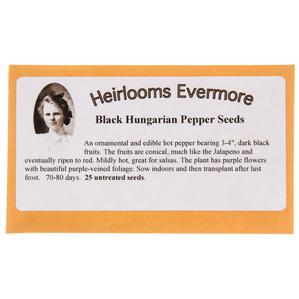 Heirlooms Evermore
Black Hungarian Pepper Seeds
An ornamental and edible hot pepper bearing 3-4", dark black
fruits. The fruits are conical, much like the Jalapeno and
eventually ripen to red. Mildly hot, great for salsas. The plant has purple flowers
with beautiful purple-veined foliage. Sow indoors and then transplant after last
frost. 70-80 days. 25 untreated seeds.